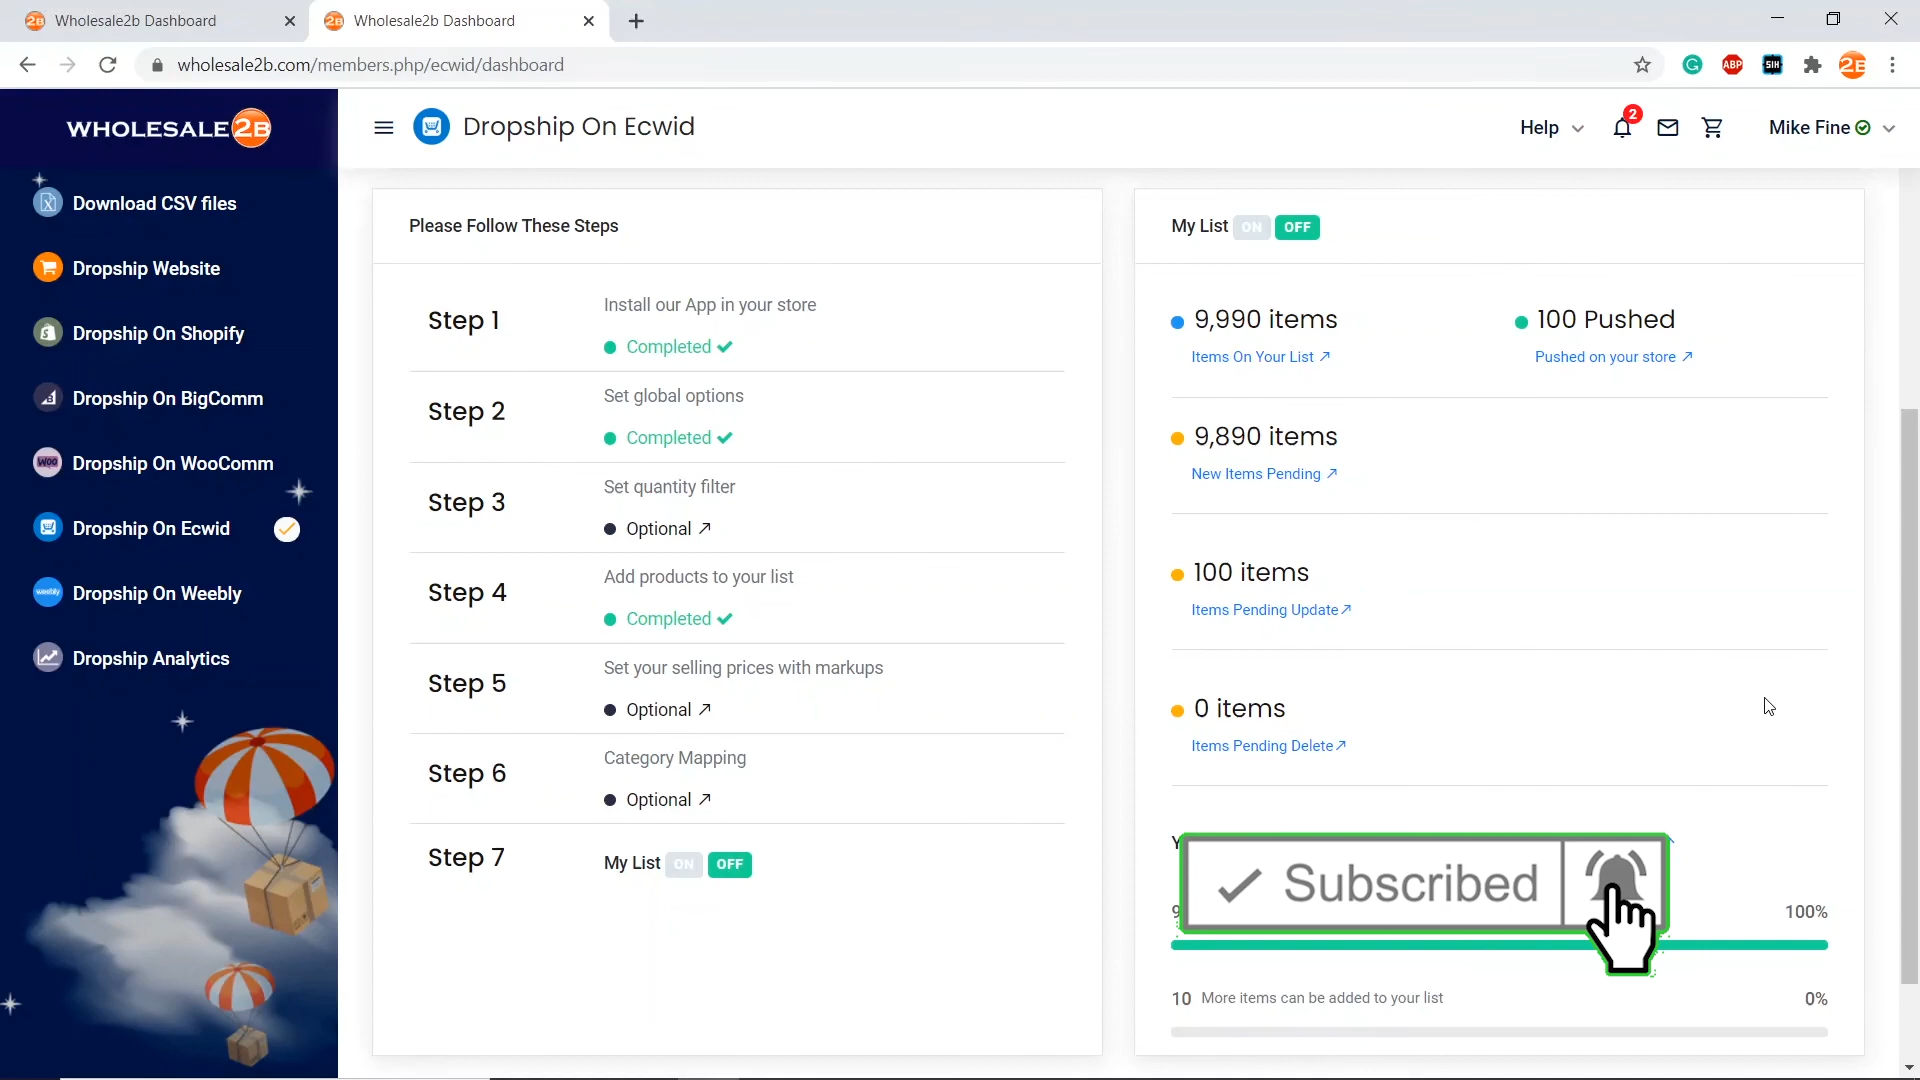 Wholesale2b Dashboard
Wholesale2b Dashboard
wholesale2b.com/members.php/ecwid/dashboard
ABP
SIH
2B
WHOLESALE2B
Dropship On Ecwid
Help
2
Mike Fine
Download CSV files
Dropship Website
Dropship On Shopify
Dropship On BigComm
Dropship On WooComm
Dropship On Ecwid
Dropship On Weebly
Dropship Analytics
Please Follow These Steps
Step 1
Install our App in your store
Completed
Step 2
Set global options
Completed
Step 3
Set quantity filter
Optional
Step 4
Add products to your list
Completed
Step 5
Set your selling prices with markups
Optional
Step 6
Category Mapping
Optional
Step 7
My List ON OFF
My List ON OFF
9,990 items
Items On Your List
100 Pushed
Pushed on your store
9,890 items
New Items Pending
100 items
Items Pending Update
0 items
Items Pending Delete
Subscribed
100%
10 More items can be added to your list
0%